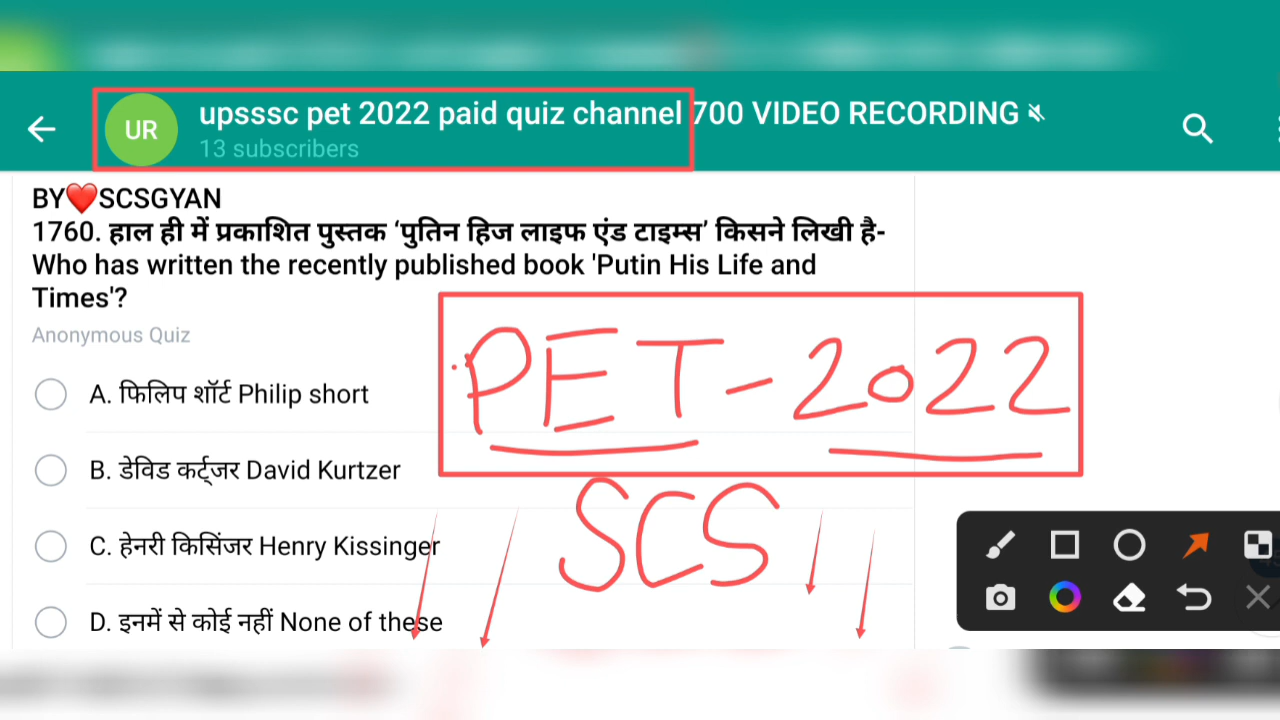 upsssc pet 2022 paid quiz channel 700 VIDEO RECORDING
UR
13 subscribers
BY❤️SCSGYAN
1760. हाल ही में प्रकाशित पुस्तक ‘पुतिन हिज लाइफ एंड टाइम्स’ किसने लिखी है-
Who has written the recently published book 'Putin His Life and
Times'?
Anonymous Quiz
PET-2022
A. फिलिप शॉर्ट Philip short
B. डेविड कर्ट्जर David Kurtzer
SCS
C. हेनरी किसिंजर Henry Kissinger
D. इनमें से कोई नहीं None of these